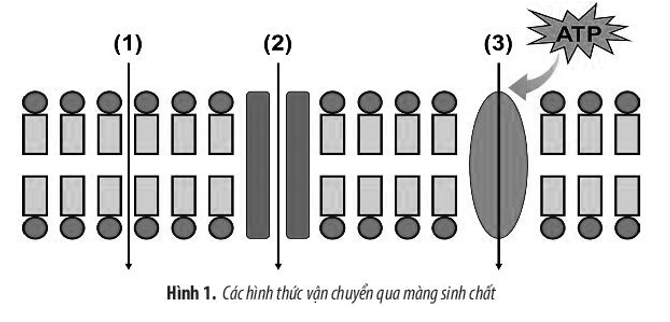 (1) (2) (3) ATP
Hình 1. Các hình thức vận chuyển qua màng sinh chất